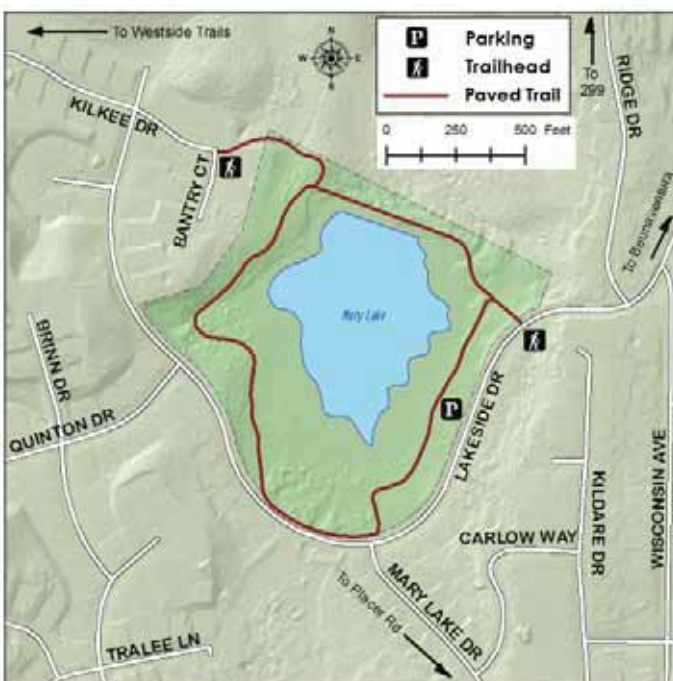 To Westside Trails
N
W E
S
P Parking
Trailhead
Paved Trail
0 250 500 Feet
To
299
RIDGE DR
KILKEE DR
BANTRY CT
To Buenaventura
Mary Lake
BRINN DR
QUINTON DR
P
LAKESIDE DR
KILDARE DR
WISCONSIN AVE
CARLOW WAY
MARY LAKE DR
To Placer Rd
TRALEE LN